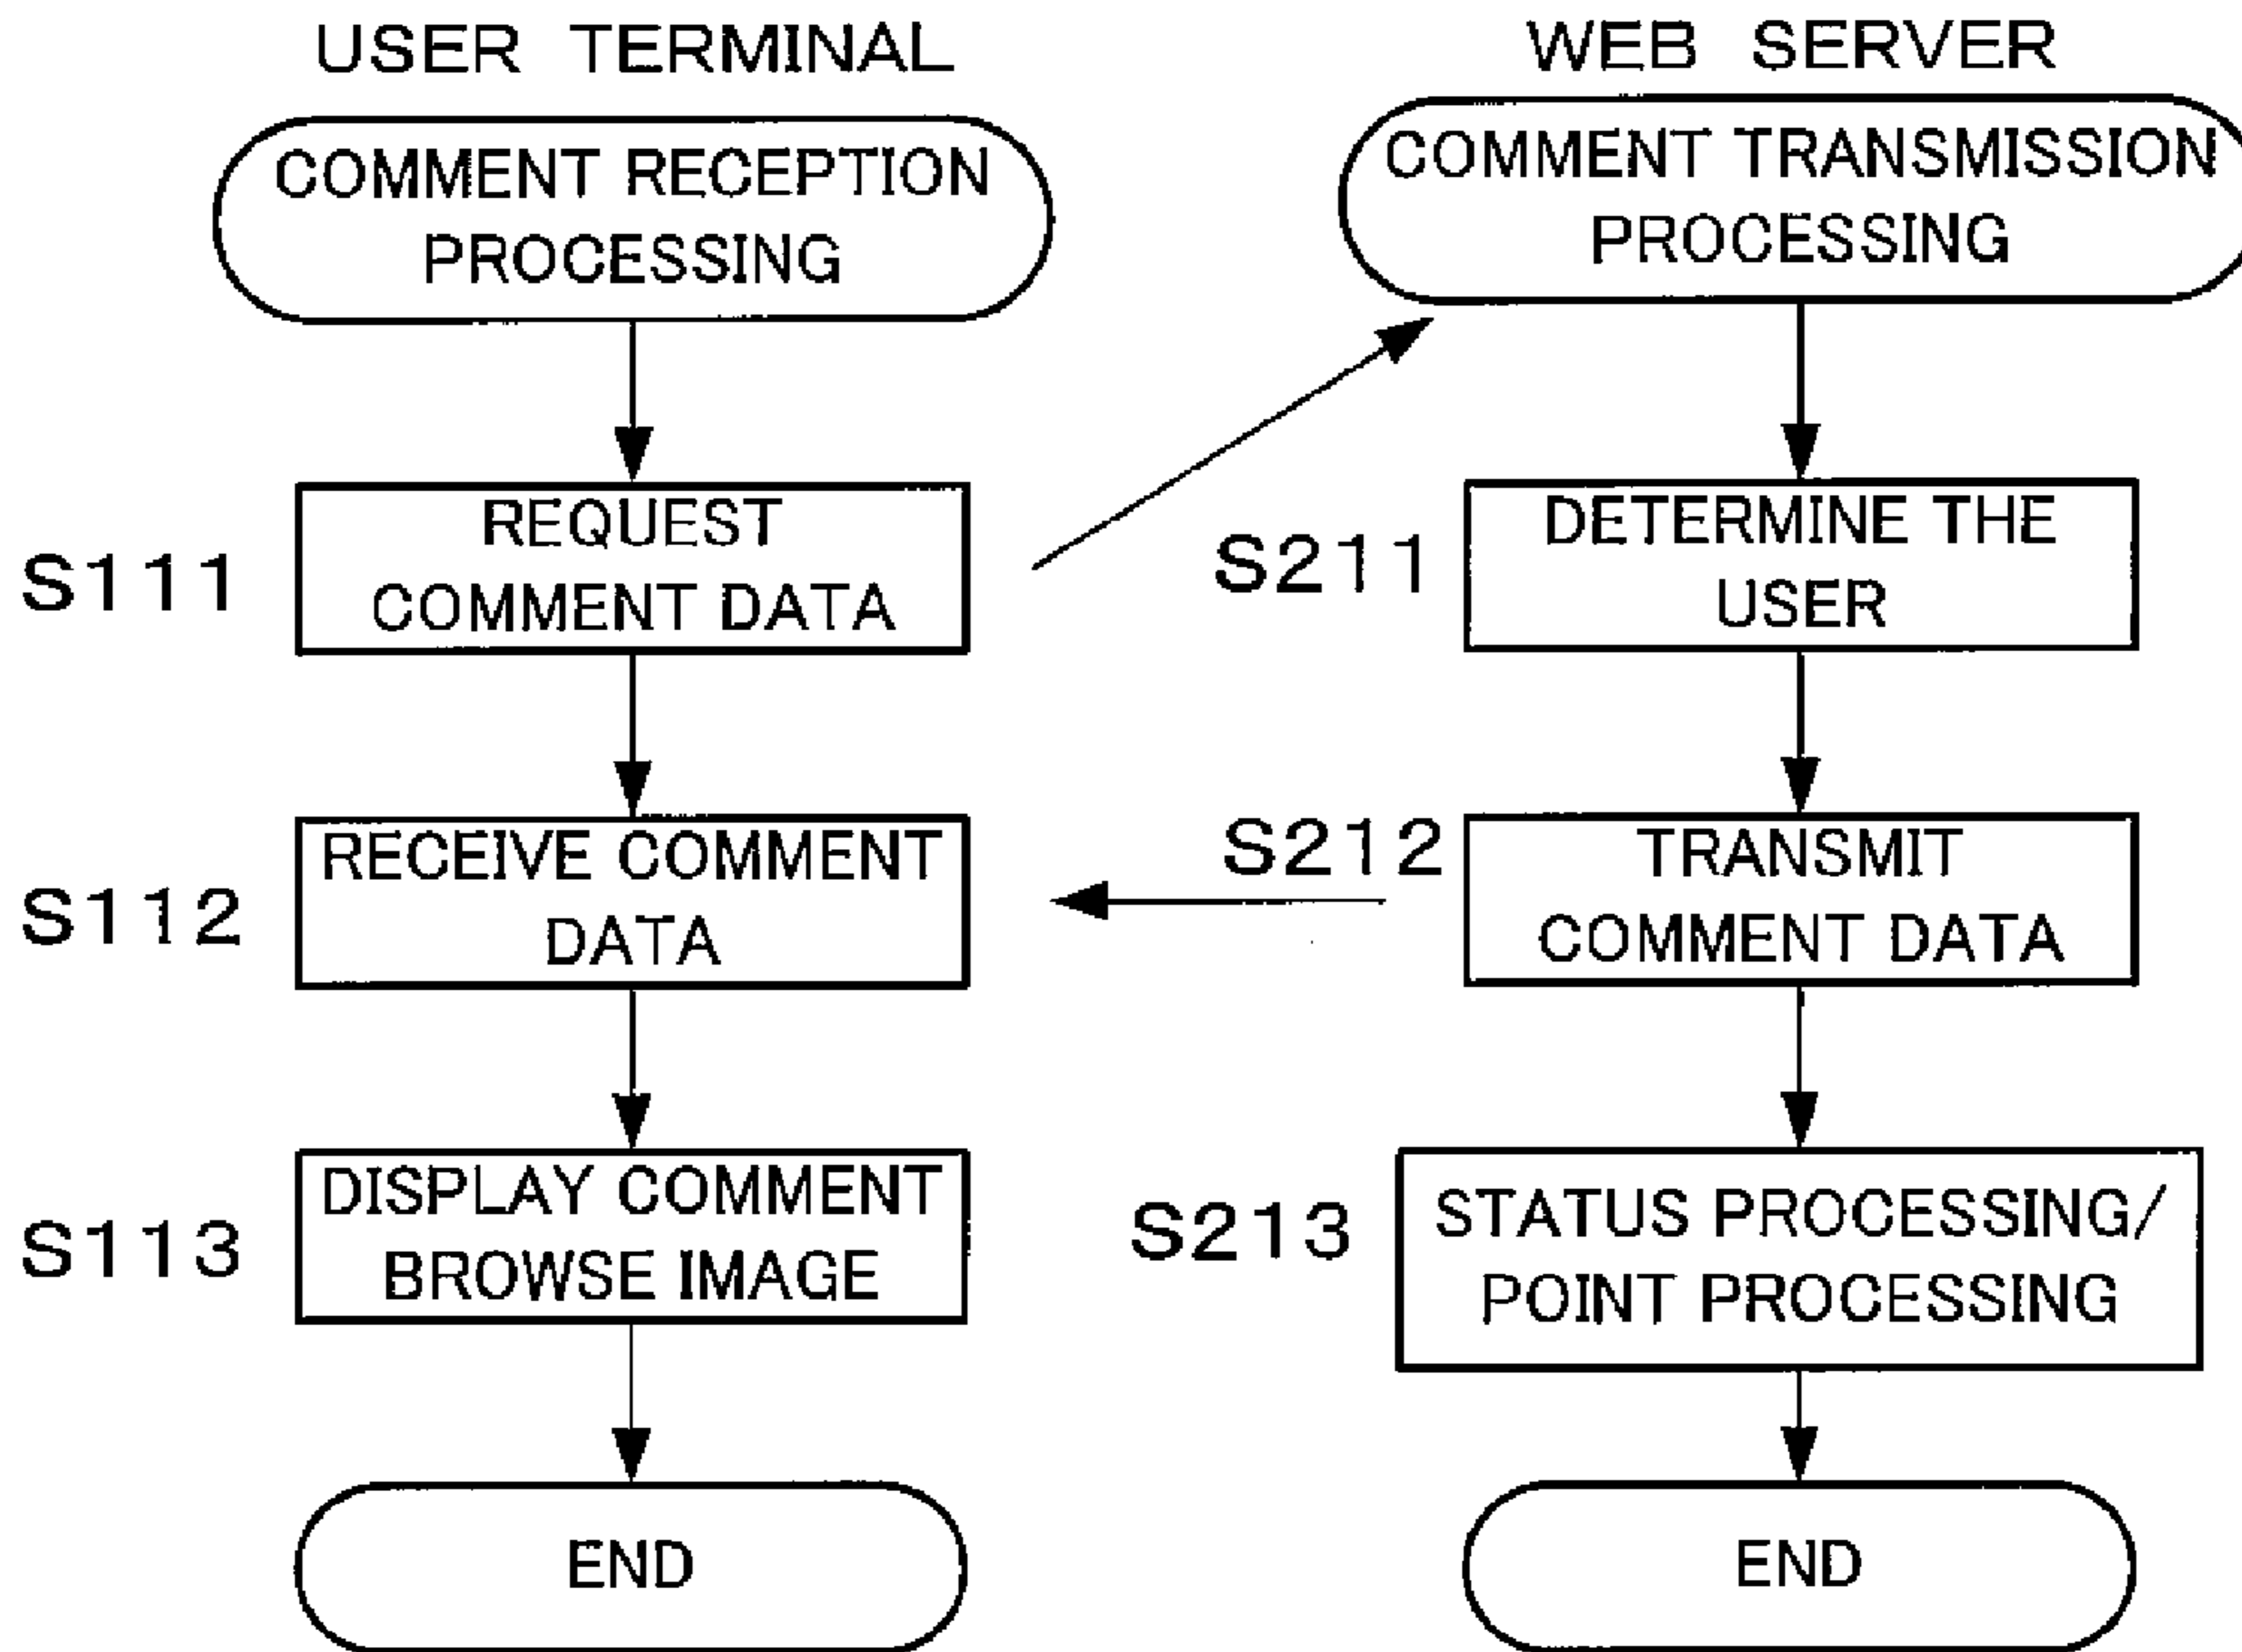 USER TERMINAL
COMMENT RECEPTION
PROCESSING
S111
REQUEST
COMMENT DATA
S112
RECEIVE COMMENT
DATA
S113
DISPLAY COMMENT
BROWSE IMAGE
END
WEB SERVER
COMMENT TRANSMISSION
PROCESSING
S211
DETERMINE THE
USER
S212
TRANSMIT
COMMENT DATA
S213
STATUS PROCESSING/
POINT PROCESSING
END